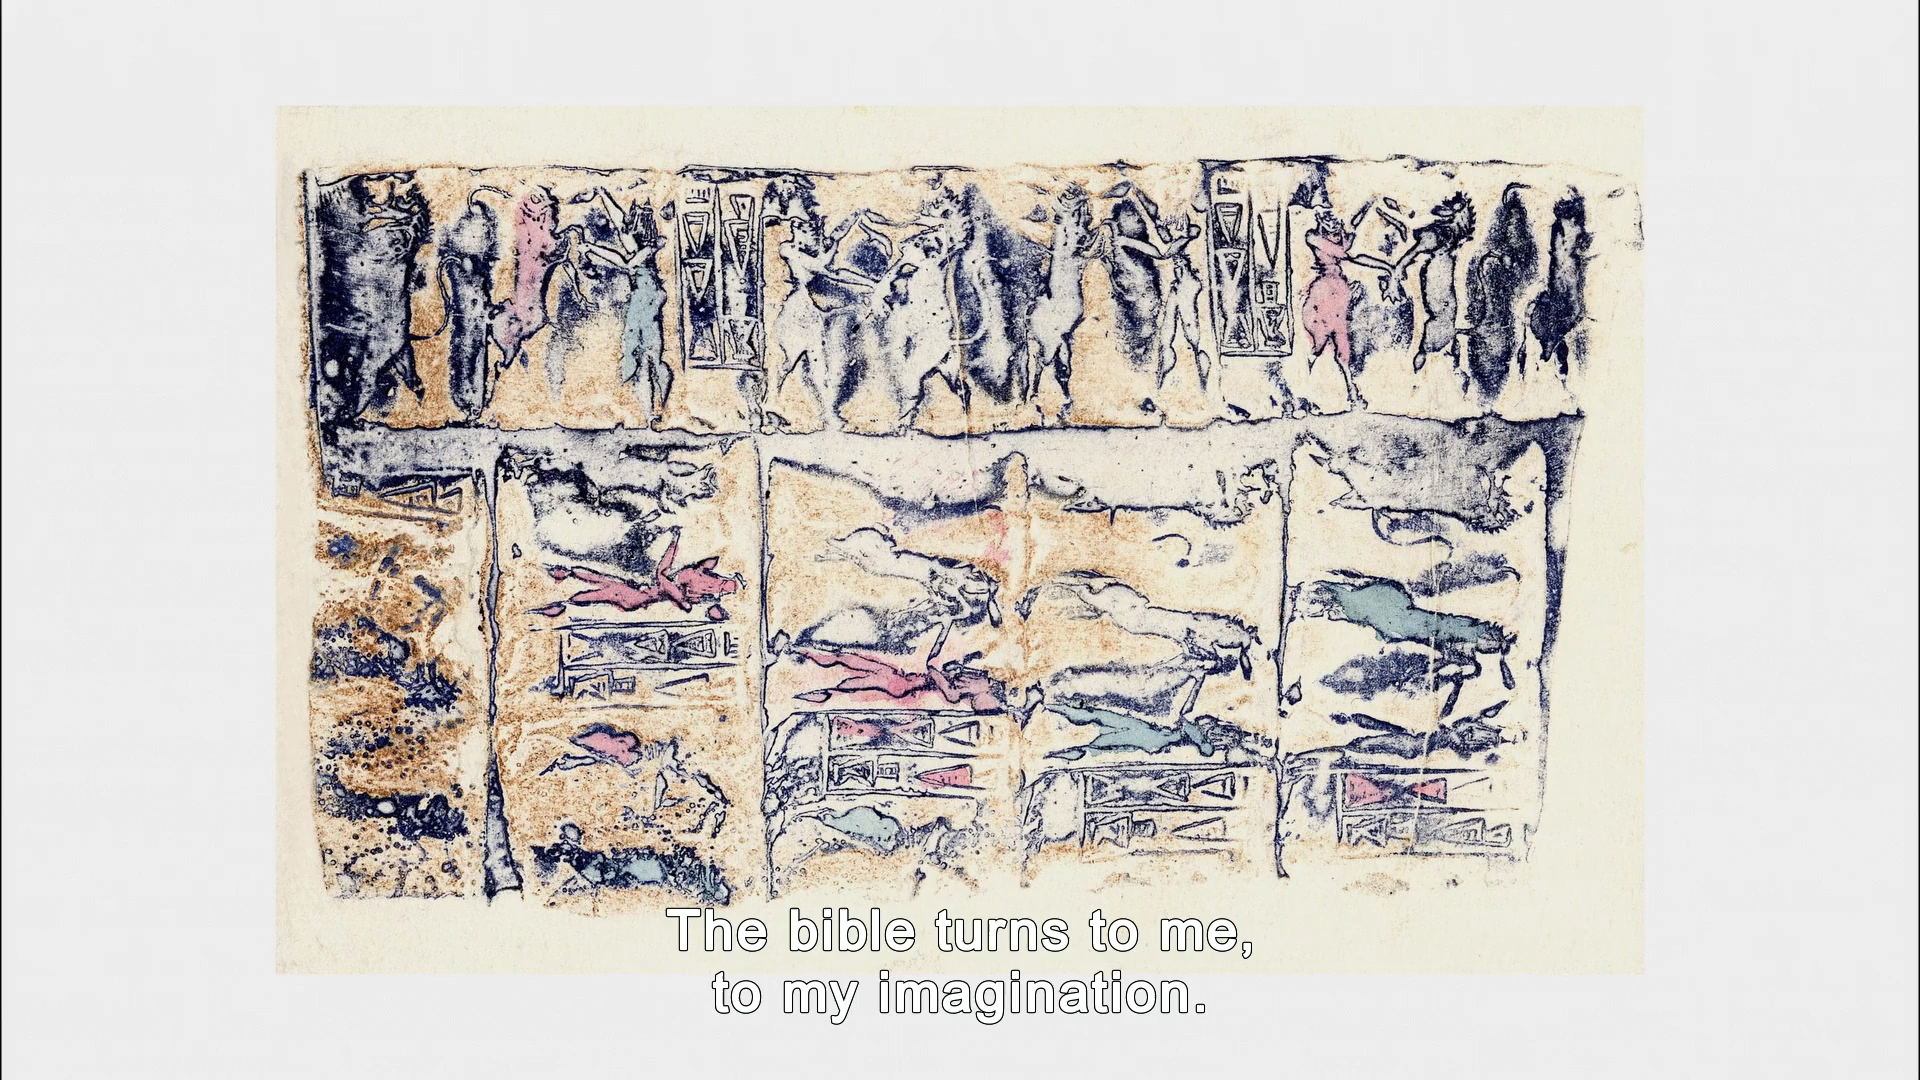 The bible turns to me,
to my imagination.